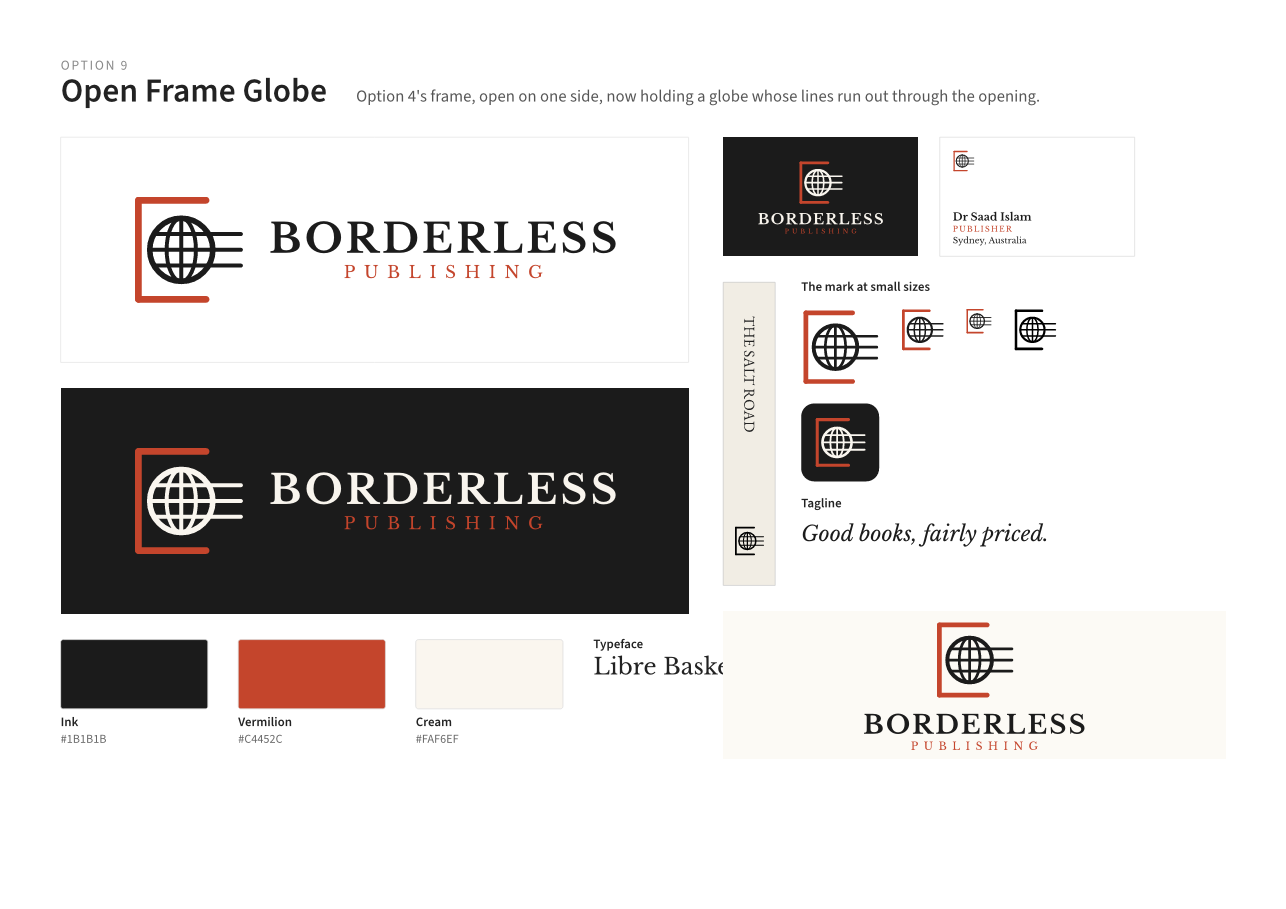 OPTION 9
Open Frame Globe
Option 4's frame, open on one side, now holding a globe whose lines run out through the opening.
BORDERLESS
PUBLISHING
BORDERLESS
PUBLISHING
Ink
#1B1B1B
Vermilion
#C4452C
Cream
#FAF6EF
Typeface
Libre Baske
BORDERLESS
PUBLISHING
Dr Saad Islam
PUBLISHER
Sydney, Australia
THE SALT ROAD
The mark at small sizes
Tagline
Good books, fairly priced.
BORDERLESS
PUBLISHING